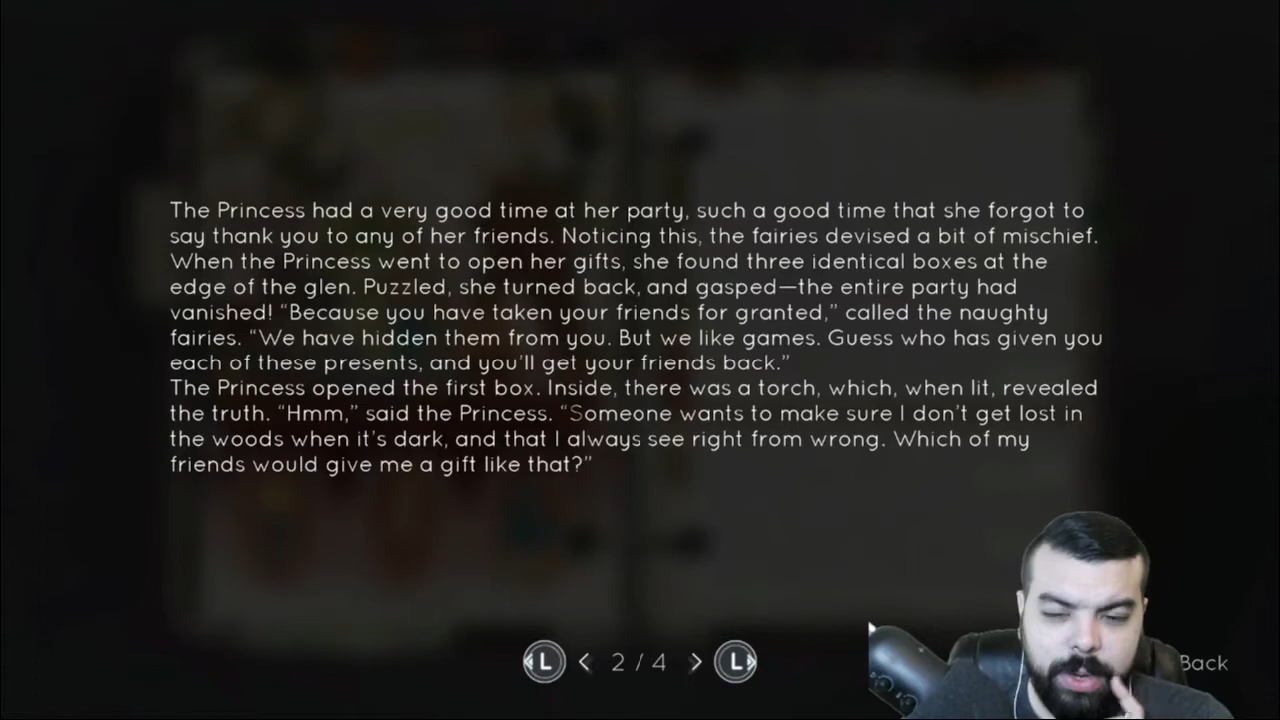 The Princess had a very good time at her party, such a good time that she forgot to
say thank you to any of her friends. Noticing this, the fairies devised a bit of mischief.
When the Princess went to open her gifts, she found three identical boxes at the
edge of the glen. Puzzled, she turned back, and gasped—the entire party had
vanished! “Because you have taken your friends for granted,” called the naughty
fairies. “We have hidden them from you. But we like games. Guess who has given you
each of these presents, and you’ll get your friends back.”
The Princess opened the first box. Inside, there was a torch, which, when lit, revealed
the truth. “Hmm,” said the Princess. “Someone wants to make sure I don’t get lost in
the woods when it’s dark, and that I always see right from wrong. Which of my
friends would give me a gift like that?”
L < 2 / 4 > L Back